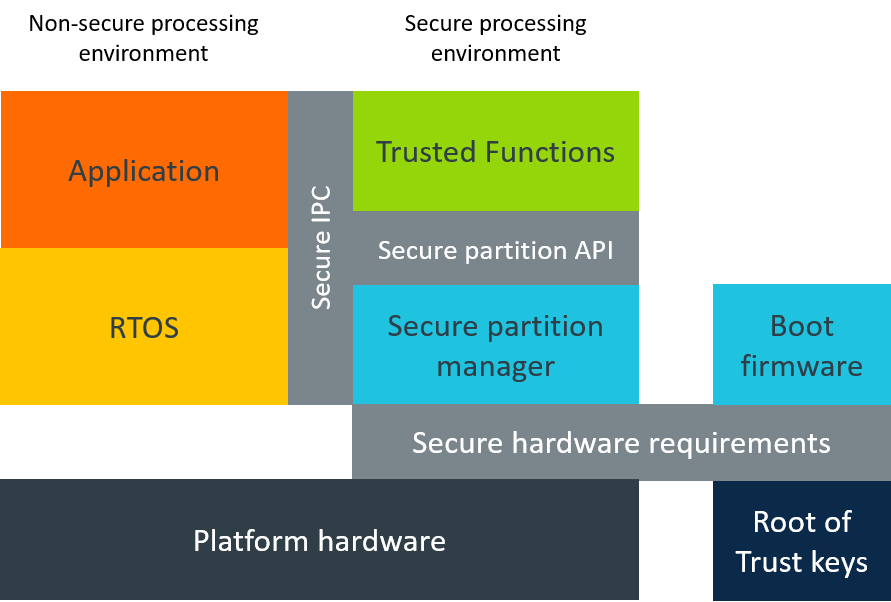 Non-secure processing
environment
Secure processing
environment
Application
Trusted Functions
Secure IPC
Secure partition API
RTOS
Secure partition
manager
Boot
firmware
Secure hardware requirements
Platform hardware
Root of
Trust keys